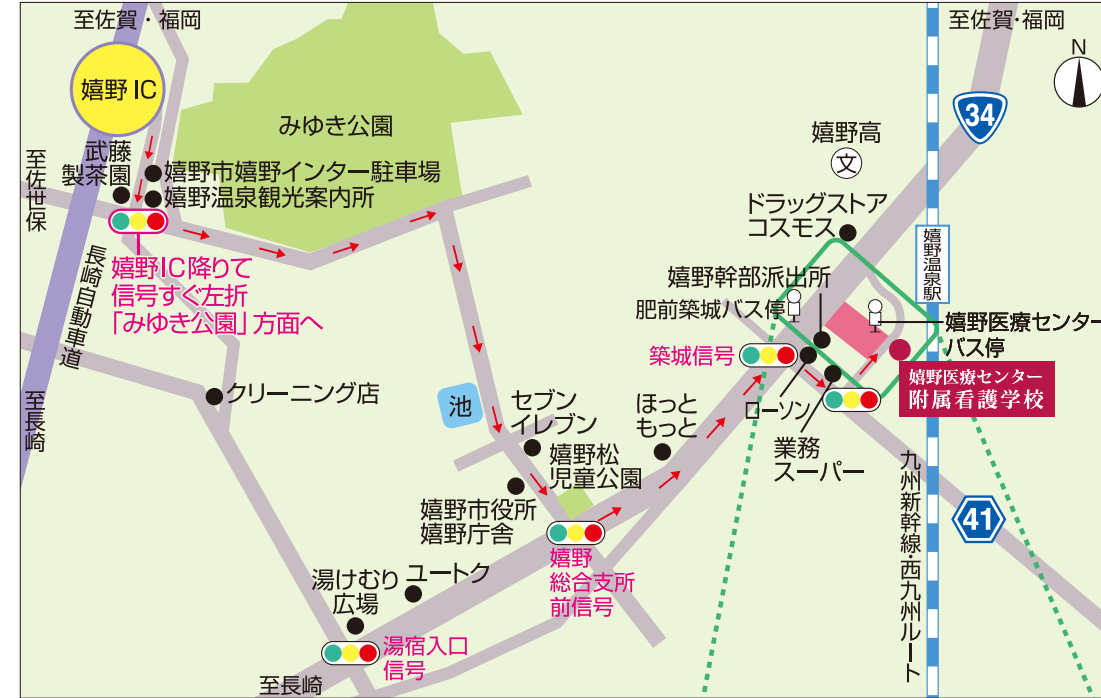 至佐賀・福岡
嬉野 IC
みゆき公園
至佐賀・福岡
N
34
嬉野高
文
武藤
製茶園
嬉野市嬉野インター駐車場
嬉野温泉観光案内所
至佐世保
長崎自動車道
嬉野IC降りて
信号すぐ左折
「みゆき公園」方面へ
ドラッグストア
コスモス
嬉野温泉駅
嬉野幹部派出所
肥前築城バス停
嬉野医療センター
バス停
築城信号
嬉野医療センター
附属看護学校
至長崎
クリーニング店
池
セブン
イレブン
ほっと
もっと
ローソン
業務
スーパー
嬉野松
児童公園
嬉野市役所
嬉野庁舎
九州新幹線・西九州ルート
41
嬉野
総合支所
前信号
湯けむり
広場
ユートク
湯宿入口
信号
至長崎